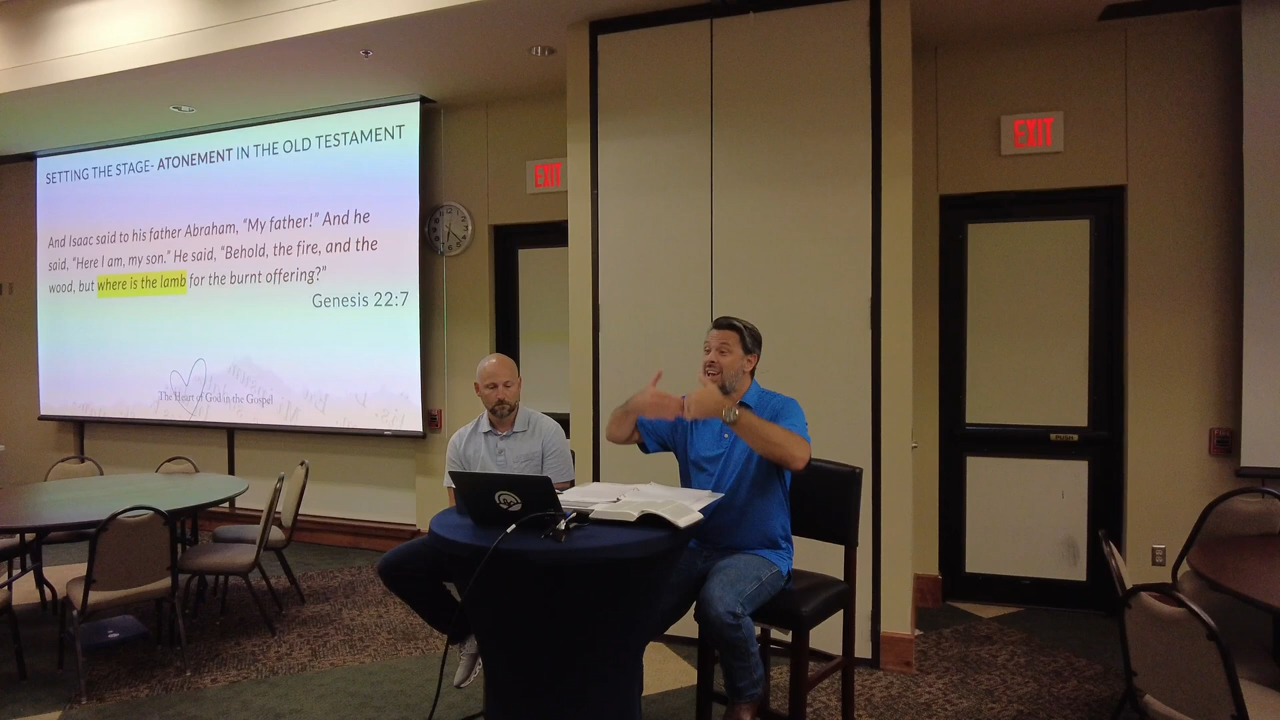 SETTING THE STAGE- ATONEMENT IN THE OLD TESTAMENT
And Isaac said to his father Abraham, “My father!” And he
said, “Here I am, my son.” He said, “Behold, the fire, and the
wood, but where is the lamb for the burnt offering?”
Genesis 22:7
The Heart of God in the Gospel
EXIT
EXIT
PUSH